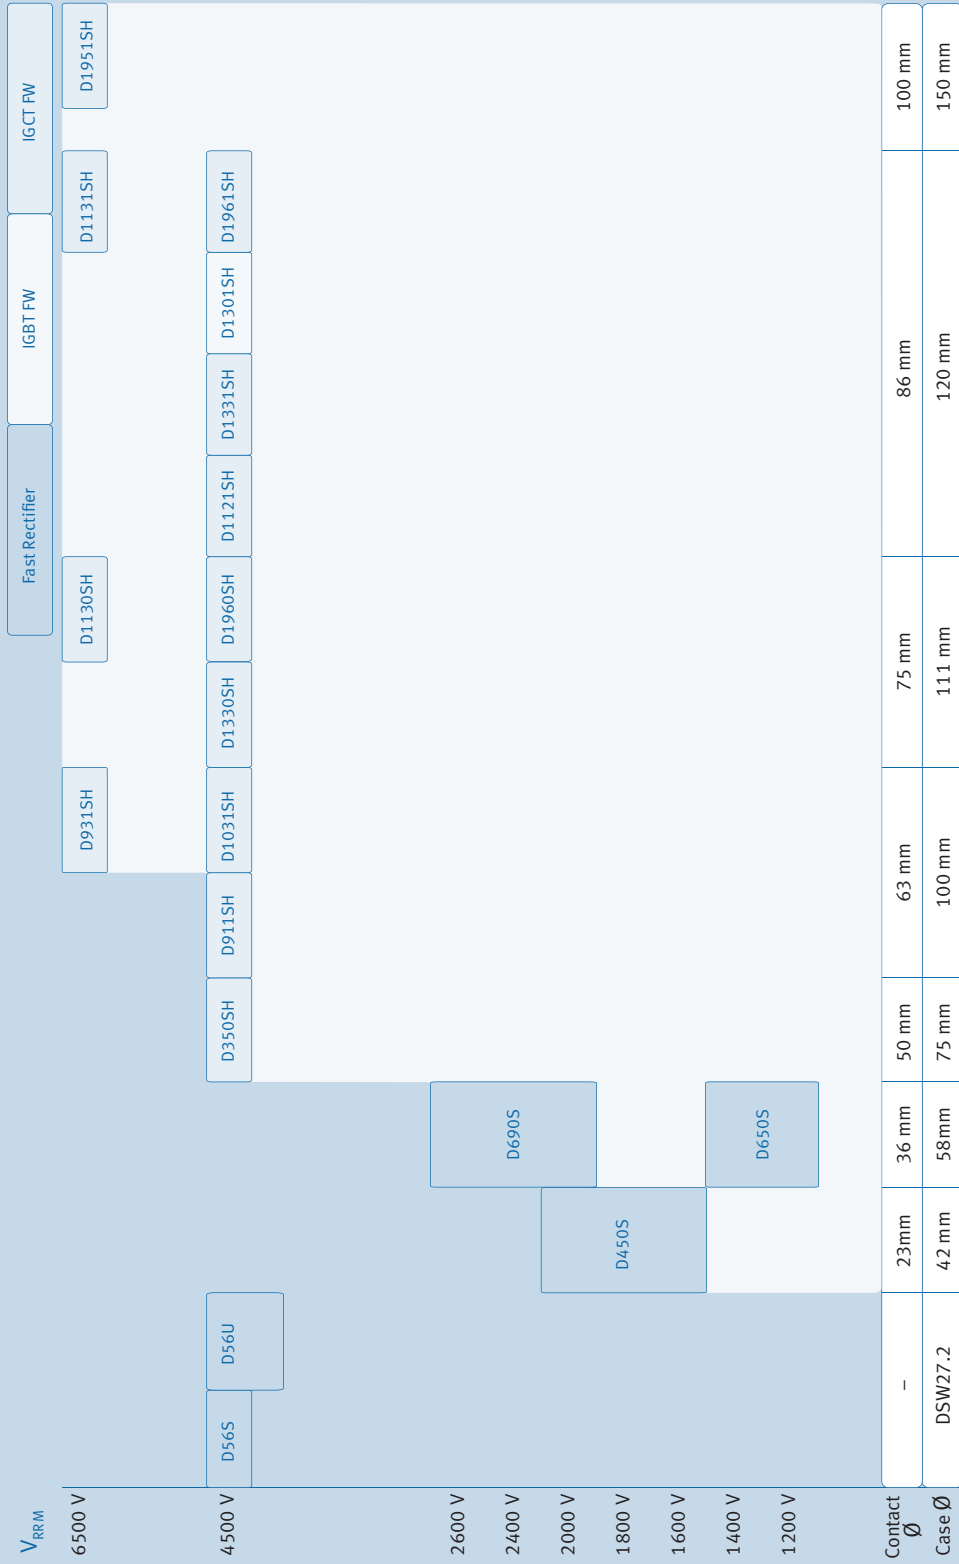 V RRM
Fast Rectifier
IGBT FW
IGCT FW
6500 V
D931SH
D1130SH
D1131SH
D1951SH
4500 V
D56S
D56U
D350SH
D911SH
D1031SH
D1330SH
D1960SH
D1121SH
D1331SH
D1301SH
D1961SH
2600 V
2400 V
D690S
2000 V
1800 V
D450S
1600 V
1400 V
D650S
1200 V
Contact Ø
–
23mm
36 mm
50 mm
63 mm
75 mm
86 mm
100 mm
Case Ø
DSW27.2
42 mm
58mm
75 mm
100 mm
111 mm
120 mm
150 mm